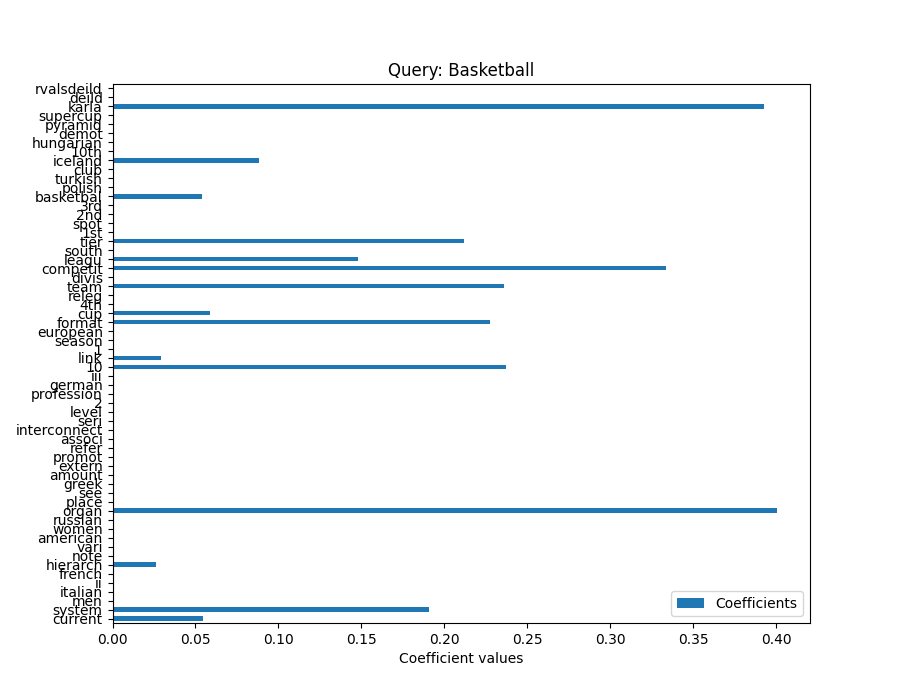 Query: Basketball
rvalsdeild
deild
karla
supercup
pyramid
demot
hungarian
10th
iceland
club
turkish
polish
basketbal
3rd
2nd
spot
1st
tier
south
leagu
competit
divis
team
releg
4th
cup
format
european
season
1
link
10
iii
german
profession
2
level
seri
interconnect
associ
refer
promot
extern
amount
greek
see
place
organ
russian
women
american
vari
note
hierarch
french
ii
italian
men
system
current
Coefficients
0.00 0.05 0.10 0.15 0.20 0.25 0.30 0.35 0.40
Coefficient values